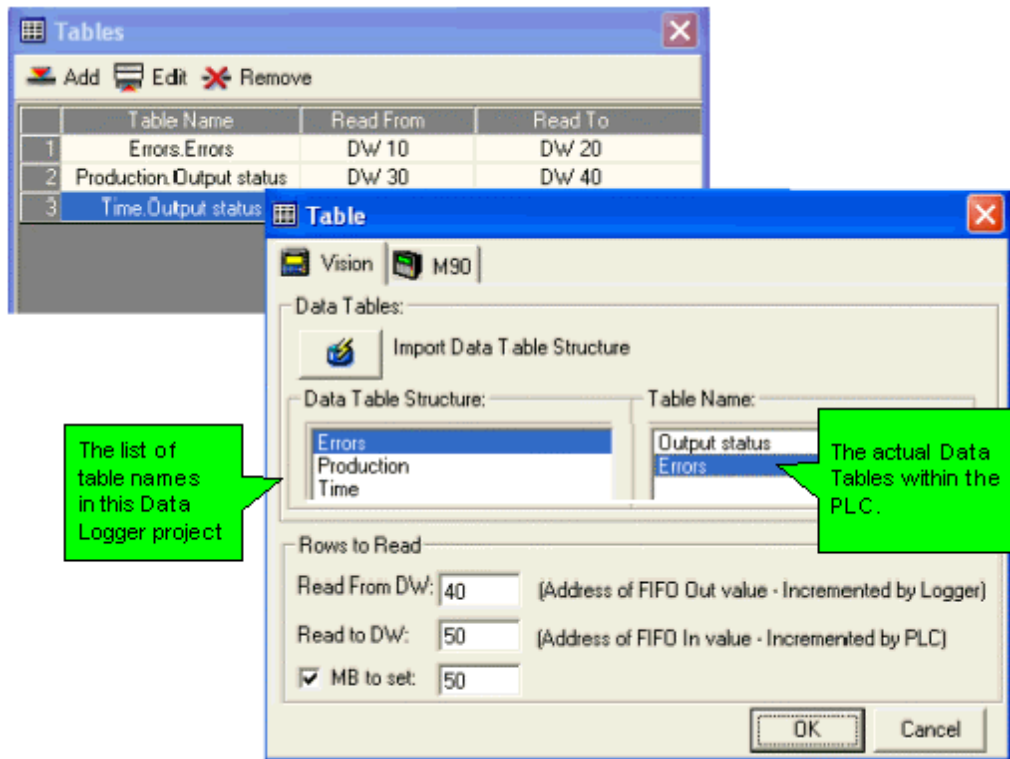 Tables
Add Edit Remove
Table Name Read From Read To
1 Errors.Errors DW 10 DW 20
2 Production.Output status DW 30 DW 40
3 Time.Output status
Table
Vision M90
Data Tables:
Import Data Table Structure
Data Table Structure: Table Name:
Errors
Production
Time
Output status
Errors
The list of
table names
in this Data
Logger project
The actual Data
Tables within the
PLC.
Rows to Read
Read From DW: 40 (Address of FIFO Out value - Incremented by Logger)
Read to DW: 50 (Address of FIFO In value - Incremented by PLC)
MB to set: 50
OK Cancel